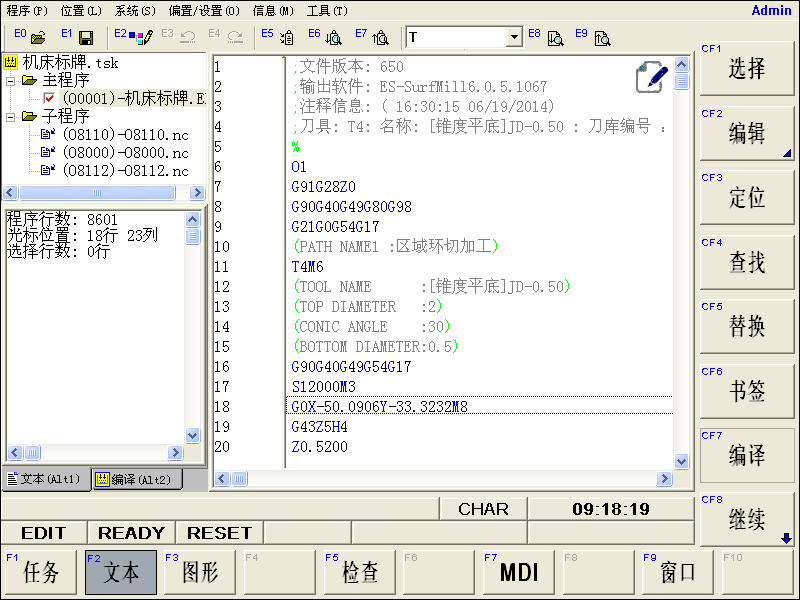 程序(P) 位置(L) 系统(S) 偏置/设置(O) 信息(M) 工具(T) Admin
E0 E1 E2 E3 E4 E5 E6 E7 T E8 E9
机床标牌.tsk
主程序
(O0001)-机床标牌.E
子程序
(O8110)-O8110.nc
(O8000)-O8000.nc
(O8112)-O8112.nc
程序行数: 8601
光标位置: 18行 23列
选择行数: 0行
文本(Alt1) 编译(Alt2)
1 ;文件版本: 650
2 ;输出软件: ES-SurfMill6.0.5.1067
3 ;注释信息: ( 16:30:15 06/19/2014)
4 ;刀具: T4: 名称: [锥度平底]JD-0.50 : 刀库编号 :
5 %
6 O1
7 G91G28Z0
8 G90G40G49G80G98
9 G21G0G54G17
10 (PATH NAME1 :区域环切加工)
11 T4M6
12 (TOOL NAME :[锥度平底]JD-0.50)
13 (TOP DIAMETER :2)
14 (CONIC ANGLE :30)
15 (BOTTOM DIAMETER:0.5)
16 G90G40G49G54G17
17 S12000M3
18 G0X-50.0906Y-33.3232M8
19 G43Z5H4
20 Z0.5200
CF1 选择
CF2 编辑
CF3 定位
CF4 查找
CF5 替换
CF6 书签
CF7 编译
CF8 继续
CHAR 09:18:19
EDIT READY RESET
F1 任务 F2 文本 F3 图形 F4 F5 检查 F6 F7 MDI F8 F9 窗口 F10